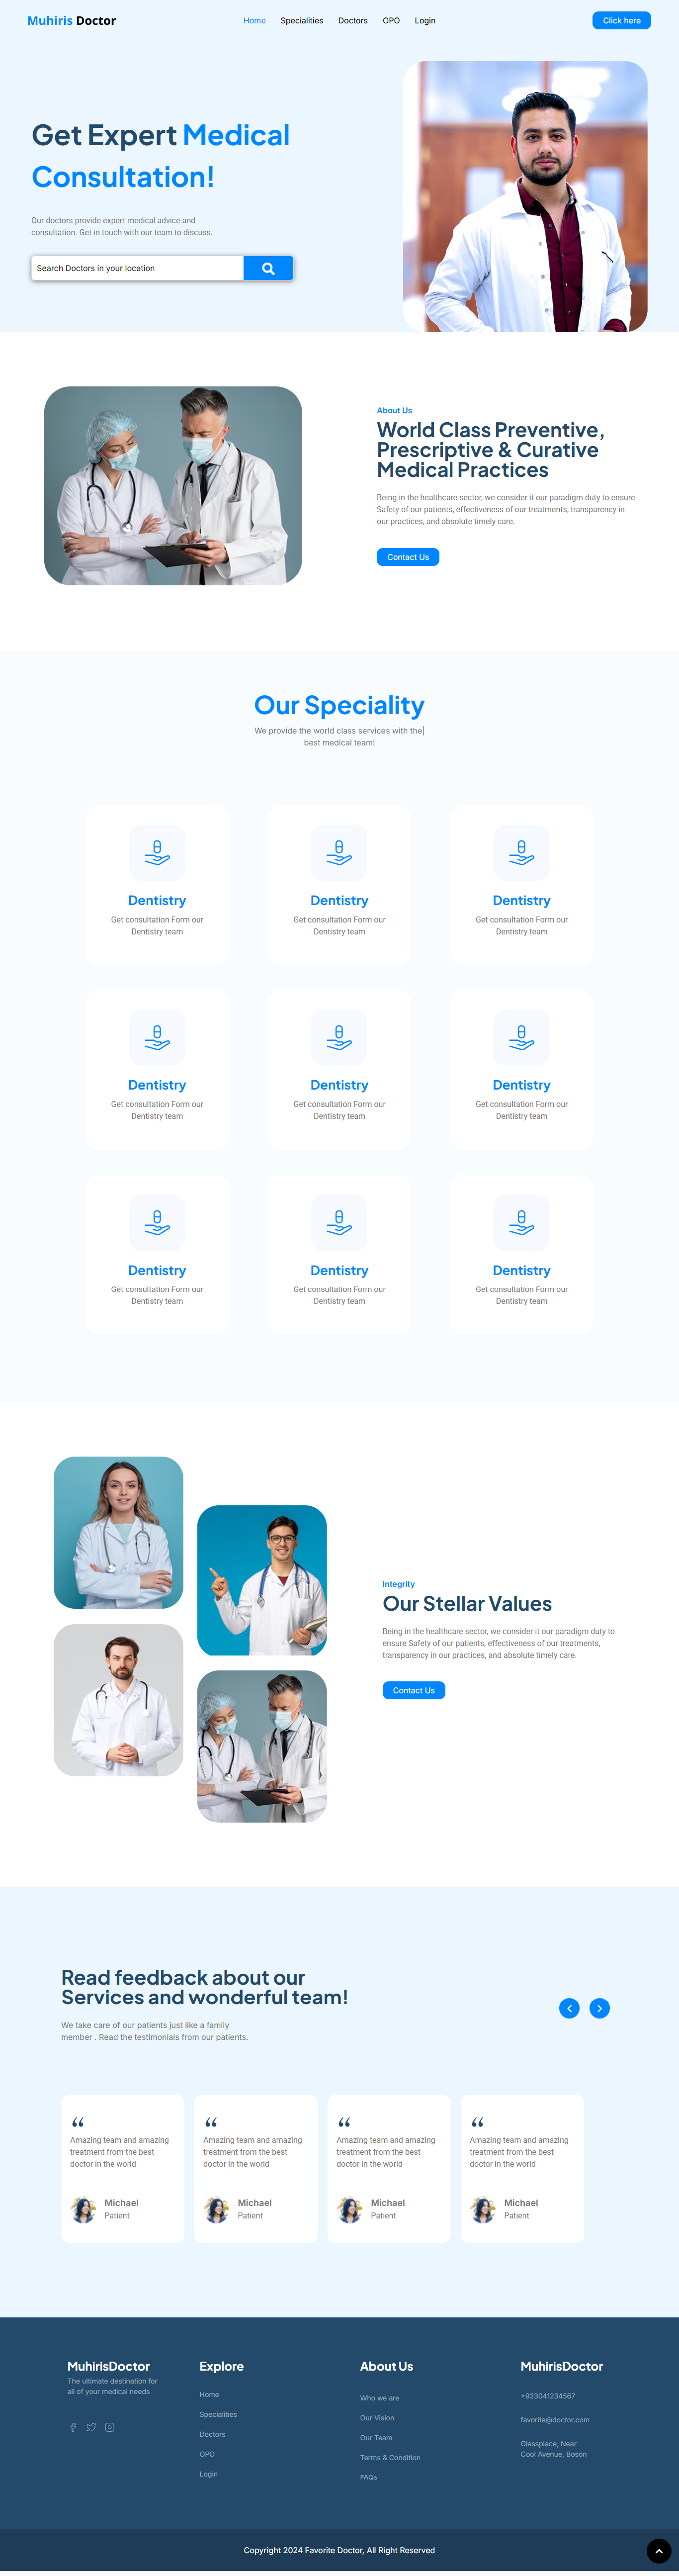 Muhiris Doctor
Home
Specialities
Doctors
OPO
Login
Click here
Get Expert Medical
Consultation!
Our doctors provide expert medical advice and
consultation. Get in touch with our team to discuss.
Search Doctors in your location
About Us
World Class Preventive,
Prescriptive & Curative
Medical Practices
Being in the healthcare sector, we consider it our paradigm duty to ensure
Safety of our patients, effectiveness of our treatments, transparency in
our practices, and absolute timely care.
Contact Us
Our Speciality
We provide the world class services with the|
best medical team!
Dentistry
Get consultation Form our
Dentistry team
Dentistry
Get consultation Form our
Dentistry team
Dentistry
Get consultation Form our
Dentistry team
Dentistry
Get consultation Form our
Dentistry team
Dentistry
Get consultation Form our
Dentistry team
Dentistry
Get consultation Form our
Dentistry team
Dentistry
Get consultation Form our
Dentistry team
Dentistry
Get consultation Form our
Dentistry team
Dentistry
Get consultation Form our
Dentistry team
Integrity
Our Stellar Values
Being in the healthcare sector, we consider it our paradigm duty to
ensure Safety of our patients, effectiveness of our treatments,
transparency in our practices, and absolute timely care.
Contact Us
Read feedback about our
Services and wonderful team!
We take care of our patients just like a family
member . Read the testimonials from our patients.
“
Amazing team and amazing
treatment from the best
doctor in the world
Michael
Patient
“
Amazing team and amazing
treatment from the best
doctor in the world
Michael
Patient
“
Amazing team and amazing
treatment from the best
doctor in the world
Michael
Patient
“
Amazing team and amazing
treatment from the best
doctor in the world
Michael
Patient
MuhirisDoctor
The ultimate destination for
all of your medical needs
Explore
Home
Specialities
Doctors
OPO
Login
About Us
Who we are
Our Vision
Our Team
Terms & Condition
FAQs
MuhirisDoctor
+923041234567
favorite@doctor.com
Glassplace, Near
Cool Avenue, Boson
Copyright 2024 Favorite Doctor, All Right Reserved